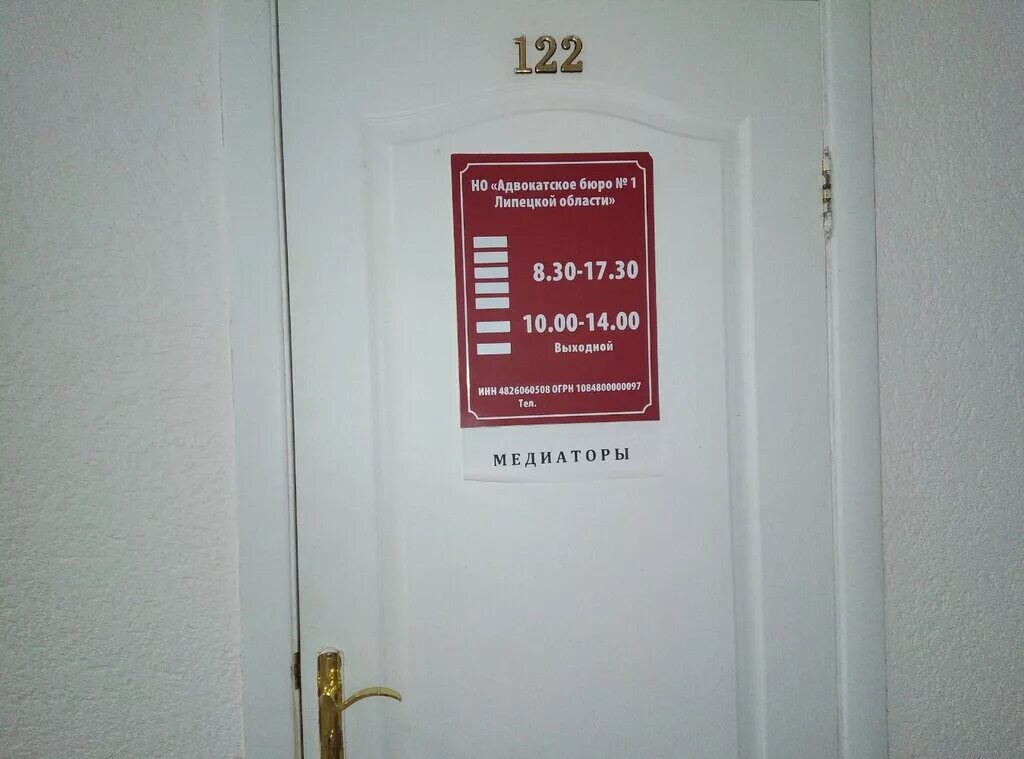 122
НО «Адвокатское бюро № 1
Липецкой области»
8.30-17.30
10.00-14.00
Выходной
ИНН 4826060508 ОГРН 1084800000097
Тел.
МЕДИАТОРЫ